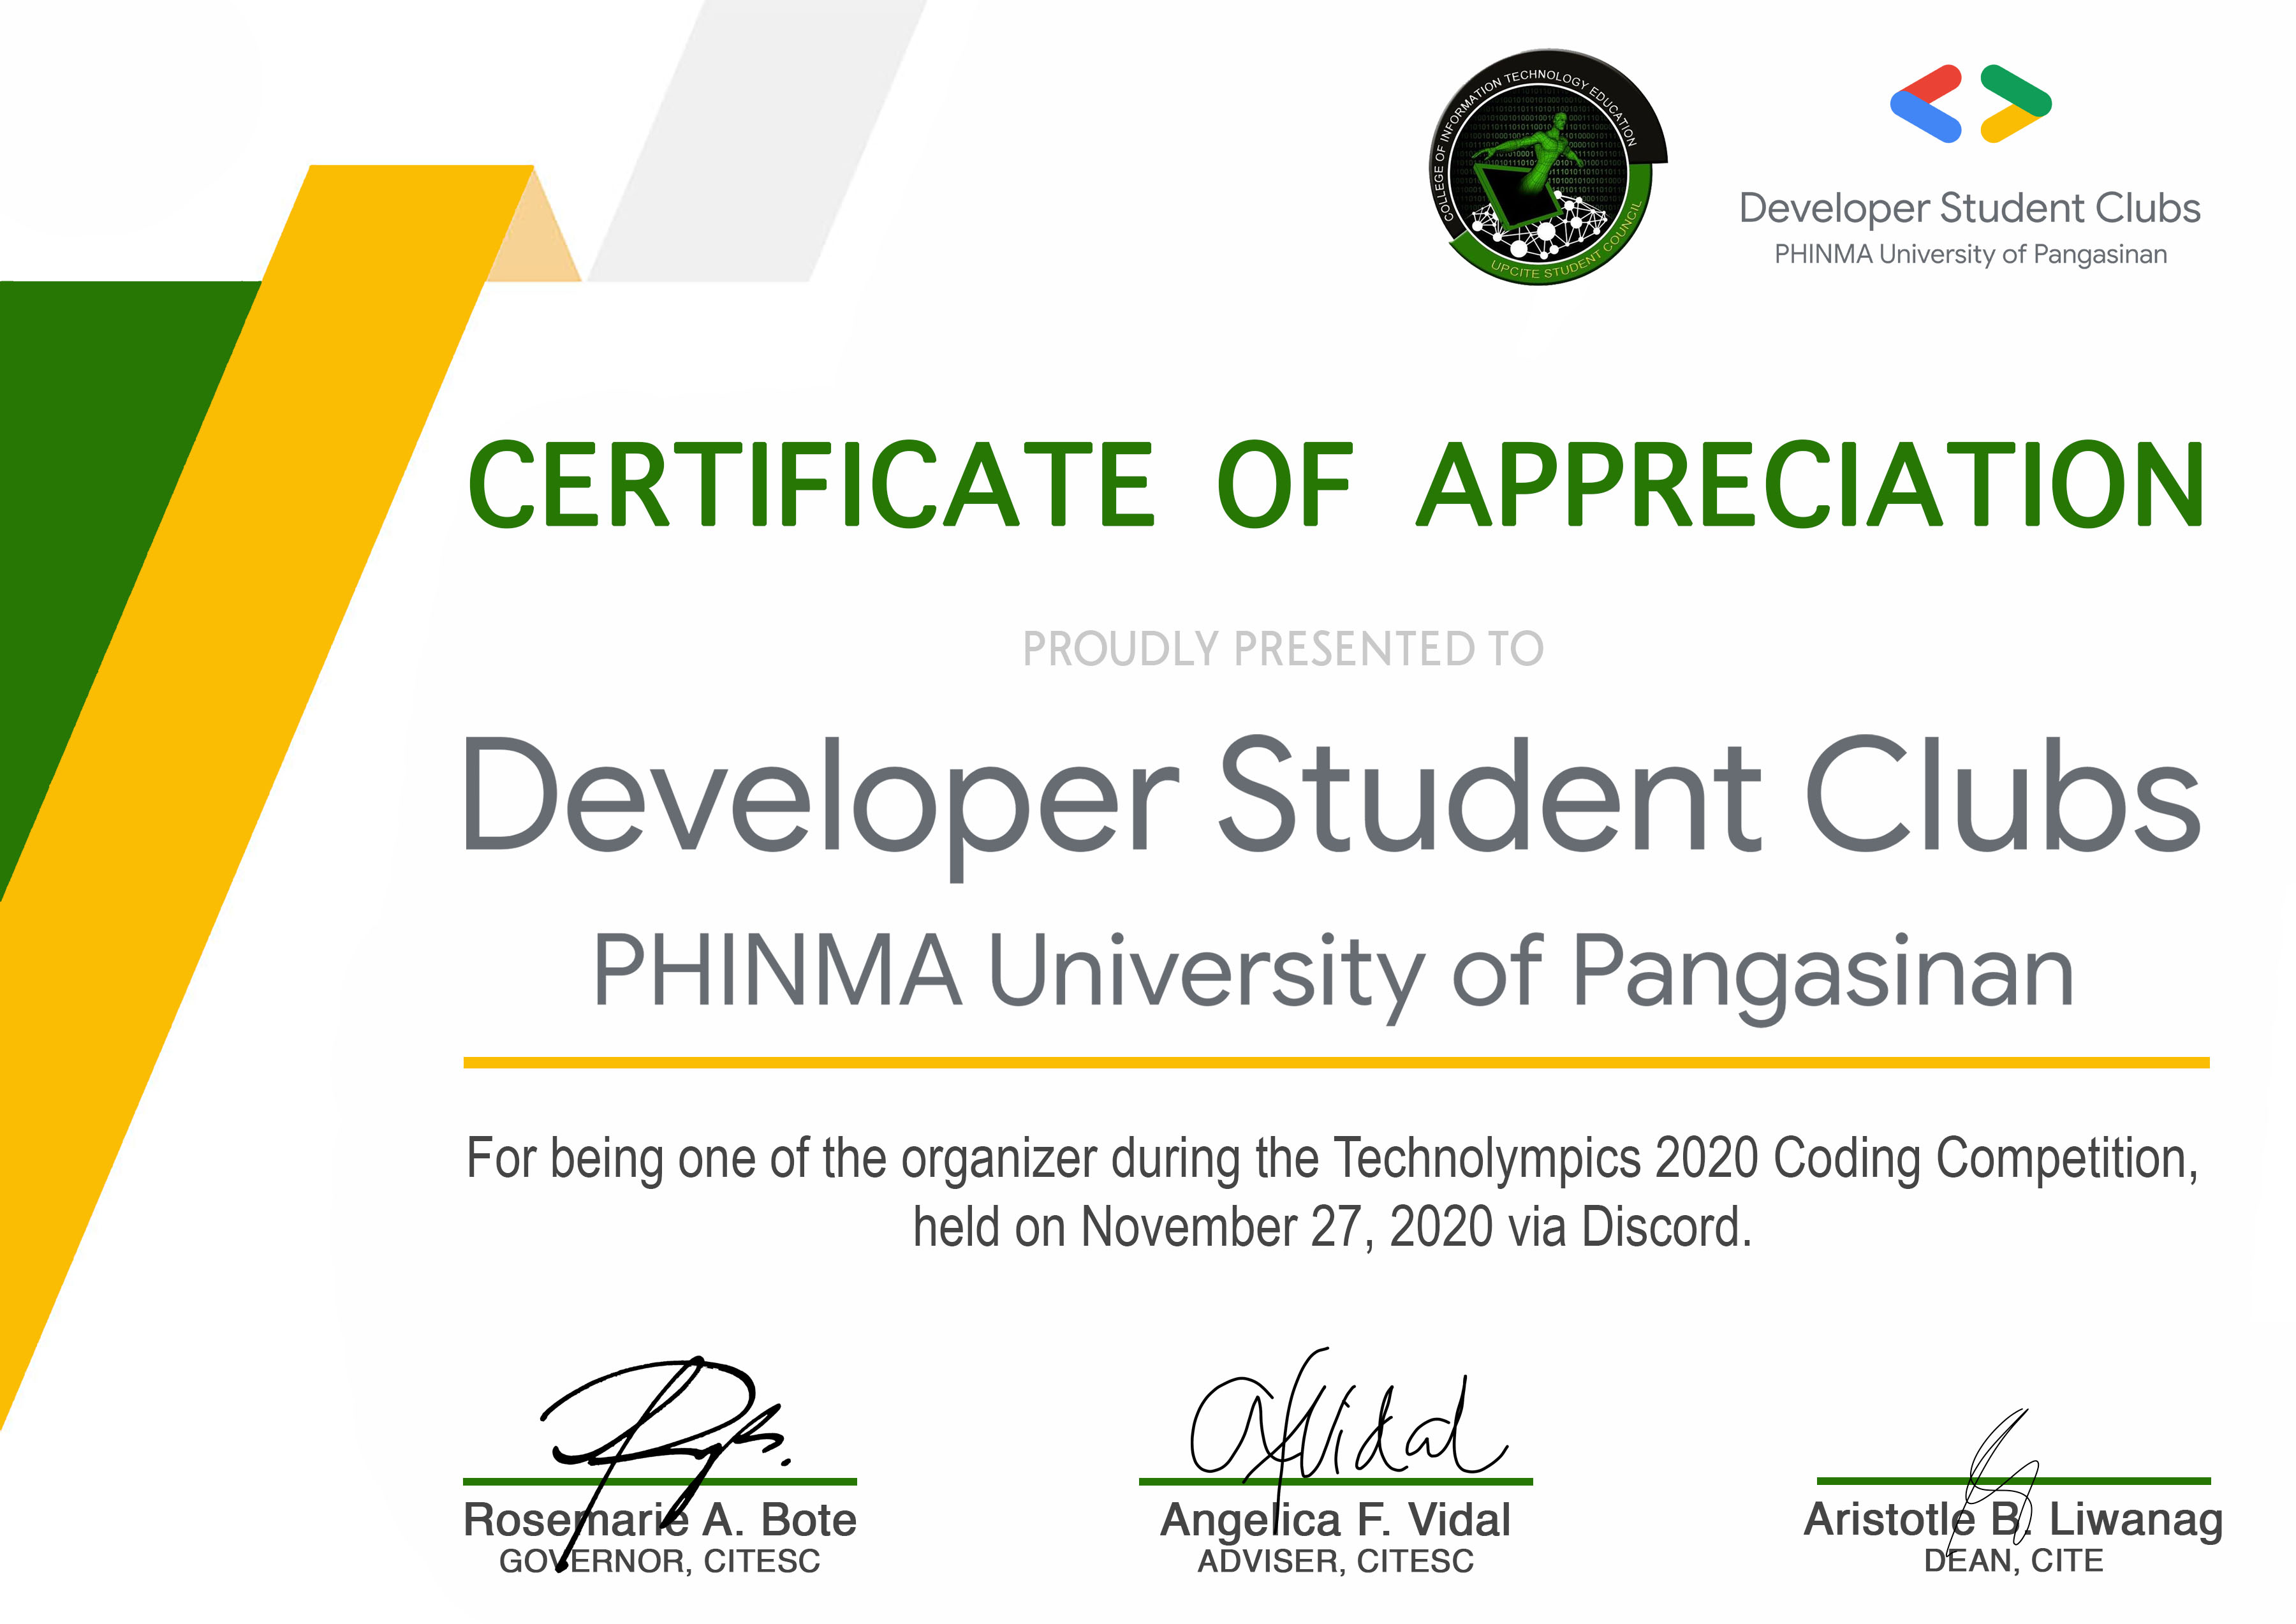 COLLEGE OF INFORMATION TECHNOLOGY EDUCATION
UPCITE STUDENT COUNCIL
Developer Student Clubs
PHINMA University of Pangasinan
CERTIFICATE OF APPRECIATION
PROUDLY PRESENTED TO
Developer Student Clubs
PHINMA University of Pangasinan
For being one of the organizer during the Technolympics 2020 Coding Competition,
held on November 27, 2020 via Discord.
Rosemarie A. Bote
GOVERNOR, CITESC
Angelica F. Vidal
ADVISER, CITESC
Aristotle B. Liwanag
DEAN, CITE